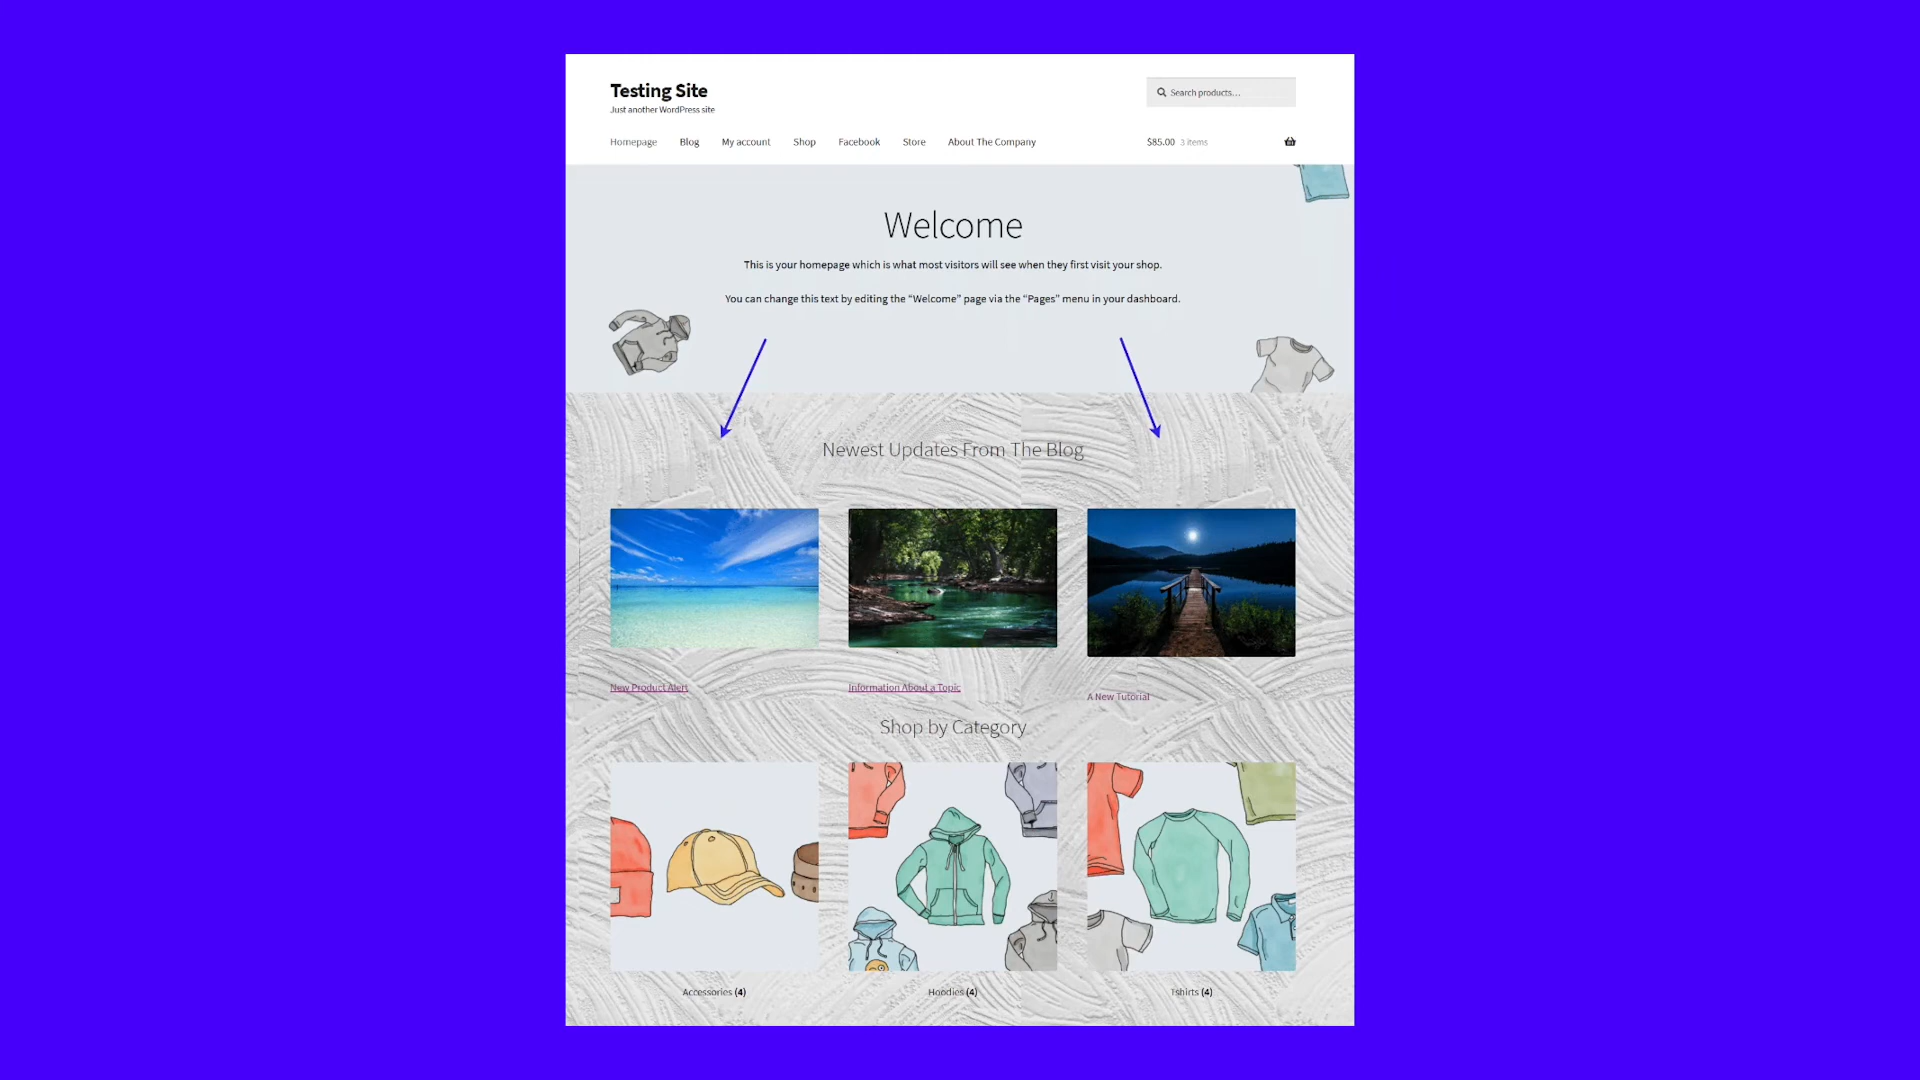 Testing Site
Just another WordPress site
Search products…
Homepage Blog My account Shop Facebook Store About The Company
$85.00 3 items
Welcome
This is your homepage which is what most visitors will see when they first visit your shop.
You can change this text by editing the “Welcome” page via the “Pages” menu in your dashboard.
Newest Updates From The Blog
New Product Alert
Information About a Topic
A New Tutorial
Shop by Category
Accessories (4)
Hoodies (4)
Tshirts (4)